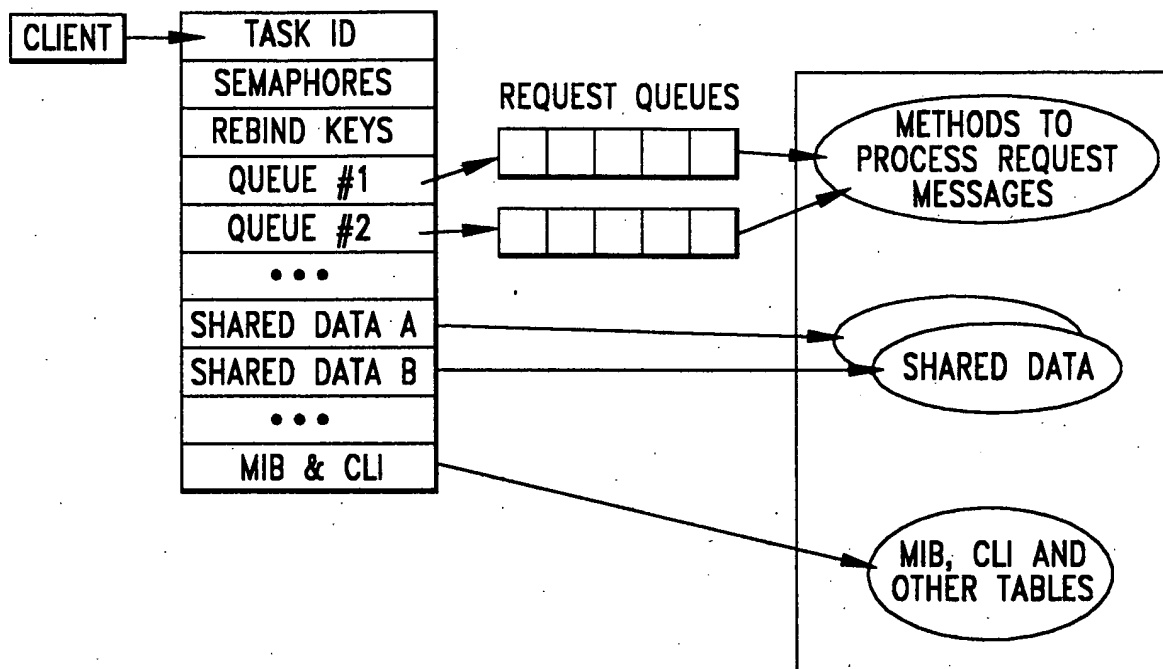 CLIENT
TASK ID
SEMAPHORES
REBIND KEYS
QUEUE #1
QUEUE #2
•••
SHARED DATA A
SHARED DATA B
•••
MIB & CLI
REQUEST QUEUES
METHODS TO
PROCESS REQUEST
MESSAGES
SHARED DATA
MIB, CLI AND
OTHER TABLES